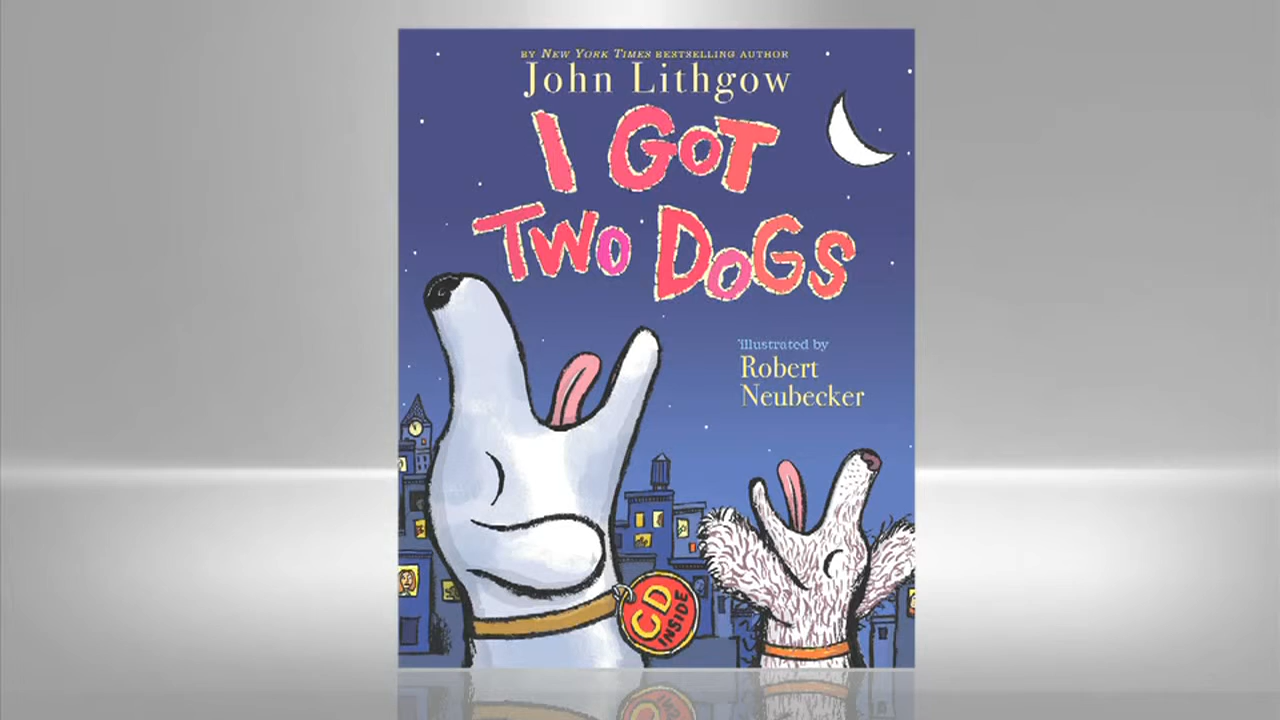 BY NEW YORK TIMES BESTSELLING AUTHOR
John Lithgow
I GOT
TWO DOGS
Illustrated by
Robert
Neubecker
CD
INSIDE